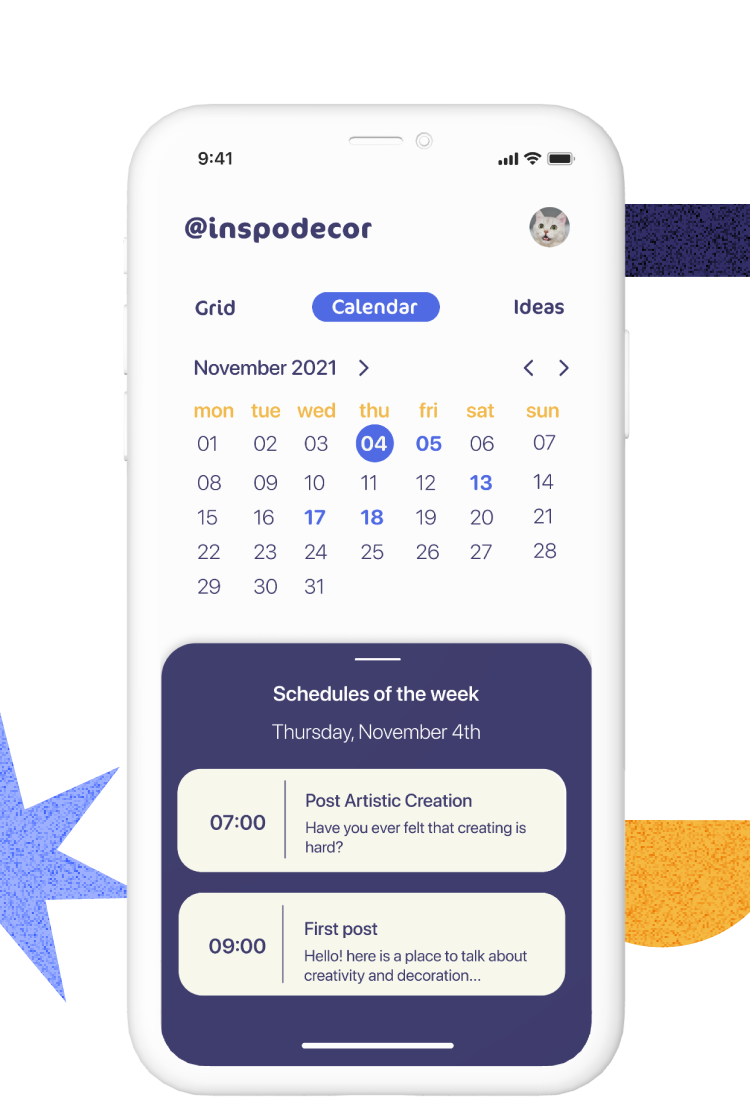 9:41
@inspodecor
Grid Calendar Ideas
November 2021
mon tue wed thu fri sat sun
01 02 03 04 05 06 07
08 09 10 11 12 13 14
15 16 17 18 19 20 21
22 23 24 25 26 27 28
29 30 31
Schedules of the week
Thursday, November 4th
07:00
Post Artistic Creation
Have you ever felt that creating is
hard?
09:00
First post
Hello! here is a place to talk about
creativity and decoration...